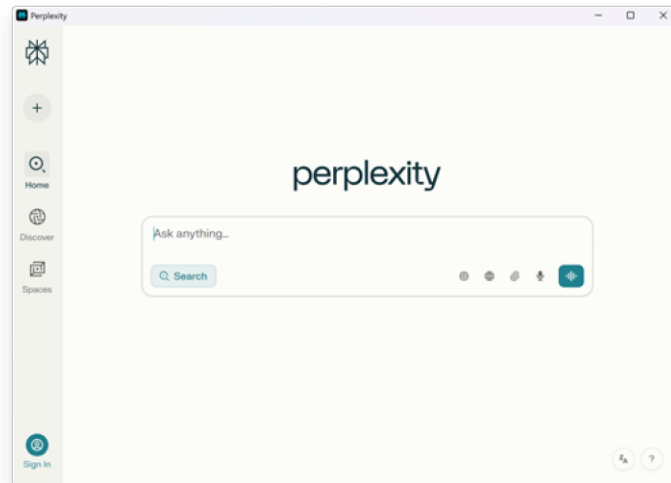 Perplexity
Home
Discover
Spaces
Sign In
perplexity
Ask anything...
Search
?